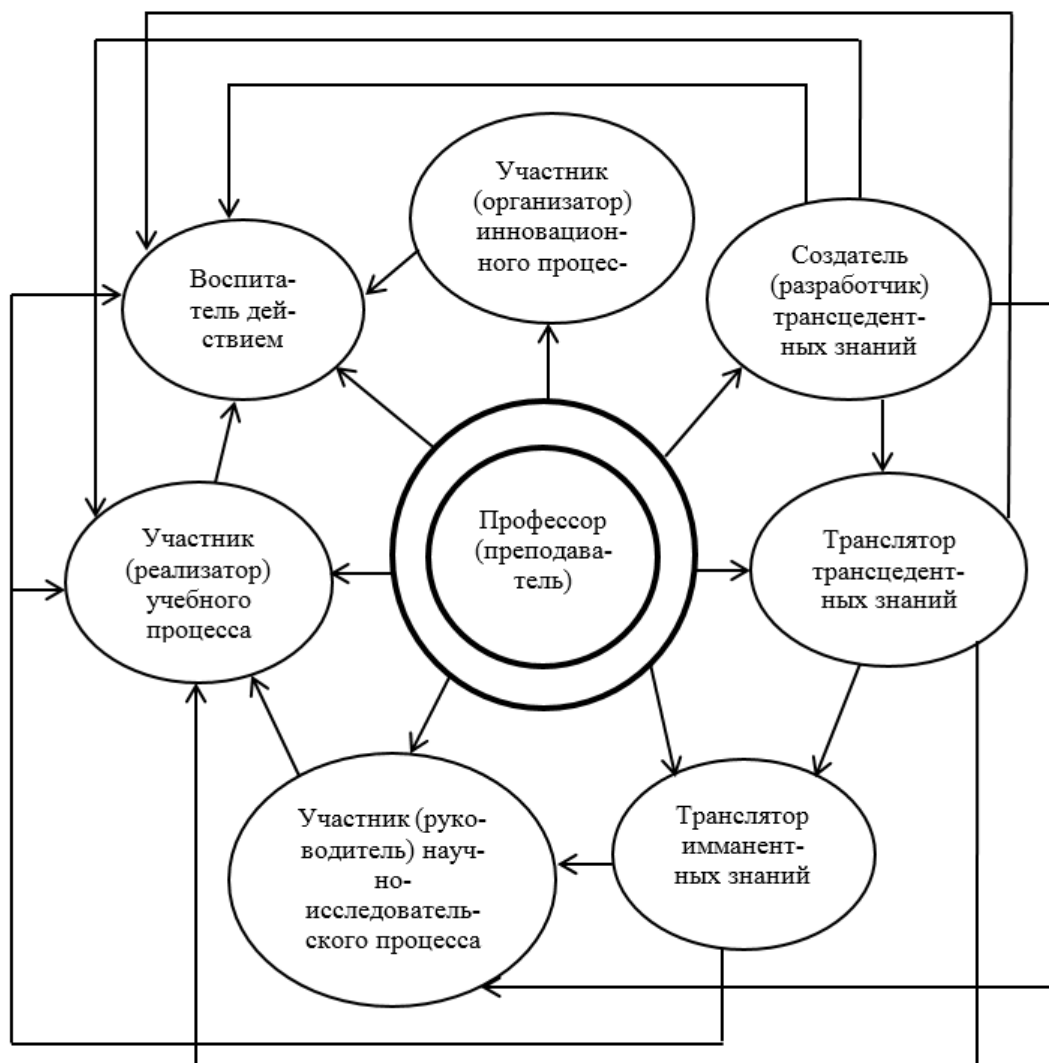 Участник
(организатор)
инновацион-
ного процес-
Создатель
(разработчик)
трансцедент-
ных знаний
Воспита-
тель дей-
ствием
Профессор
(преподава-
тель)
Участник
(реализатор)
учебного
процесса
Транслятор
трансцедент-
ных знаний
Участник (руко-
водитель) науч-
но-
исследователь-
ского процесса
Транслятор
имманент-
ных знаний